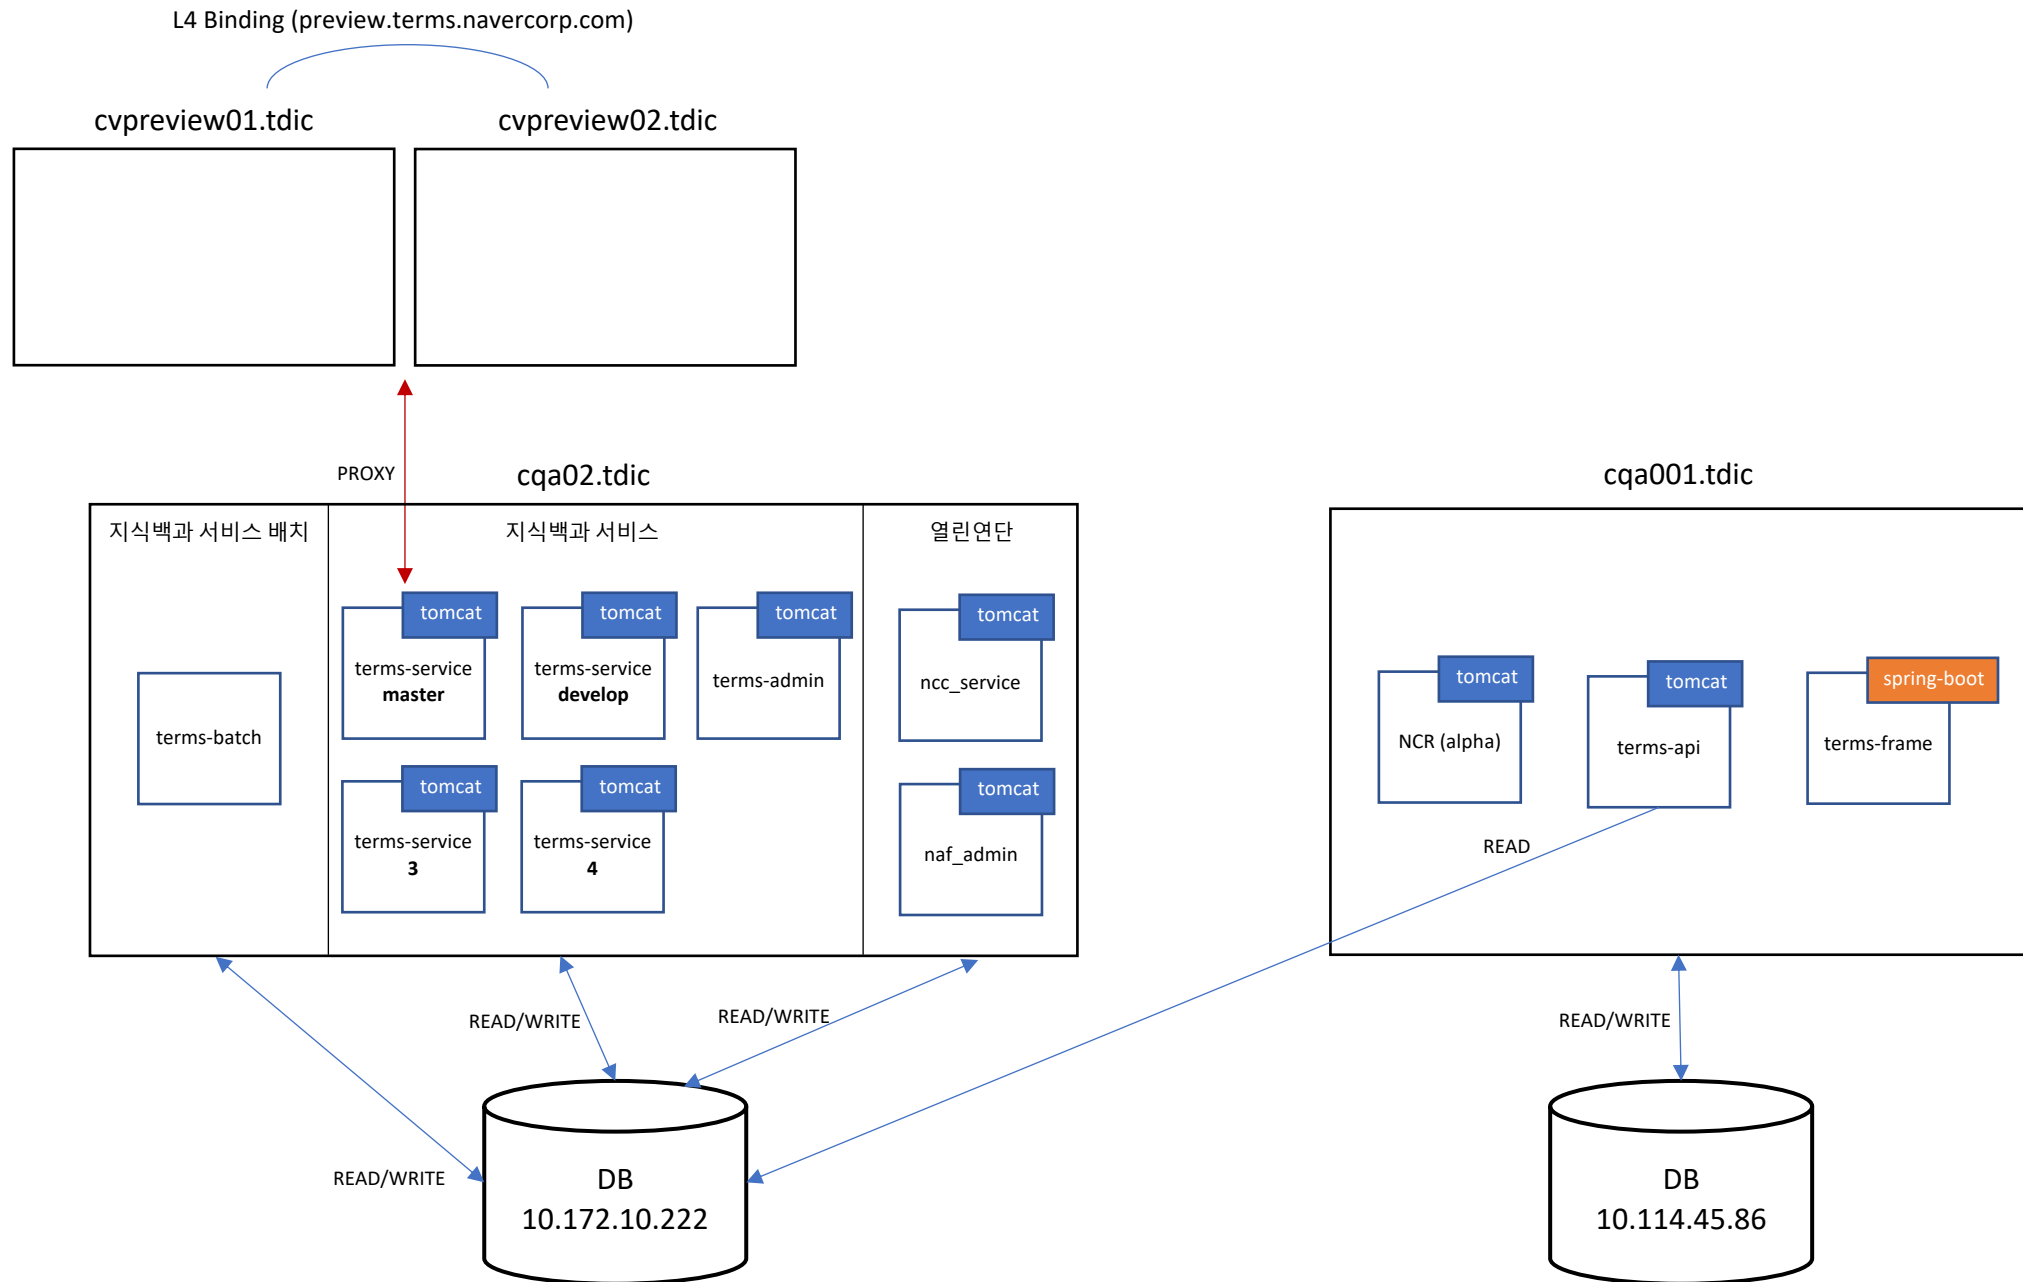 L4 Binding (preview.terms.navercorp.com)
cvpreview01.tdic
cvpreview02.tdic
PROXY
cqa02.tdic
cqa001.tdic
지식백과 서비스 배치
지식백과 서비스
열린연단
terms-batch
tomcat
terms-service
master
tomcat
terms-service
develop
tomcat
terms-admin
tomcat
terms-service
3
tomcat
terms-service
4
tomcat
ncc_service
tomcat
naf_admin
tomcat
NCR (alpha)
tomcat
terms-api
spring-boot
terms-frame
READ
READ/WRITE
READ/WRITE
READ/WRITE
READ/WRITE
DB
10.172.10.222
DB
10.114.45.86